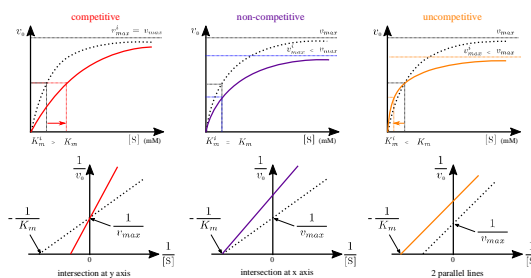 competitive
non-competitive
uncompetitive
v₀
v^i_max = v_max
v_max
v^i_max < v_max
v_max
v^i_max < v_max
[S] (mM)
[S] (mM)
[S] (mM)
K^i_m > K_m
K^i_m = K_m
K^i_m < K_m
1/v₀
1/v₀
1/v₀
-1/K_m
1/v_max
1/[S]
-1/K_m
1/v_max
1/[S]
-1/K_m
1/v_max
1/[S]
0
0
0
intersection at y axis
intersection at x axis
2 parallel lines